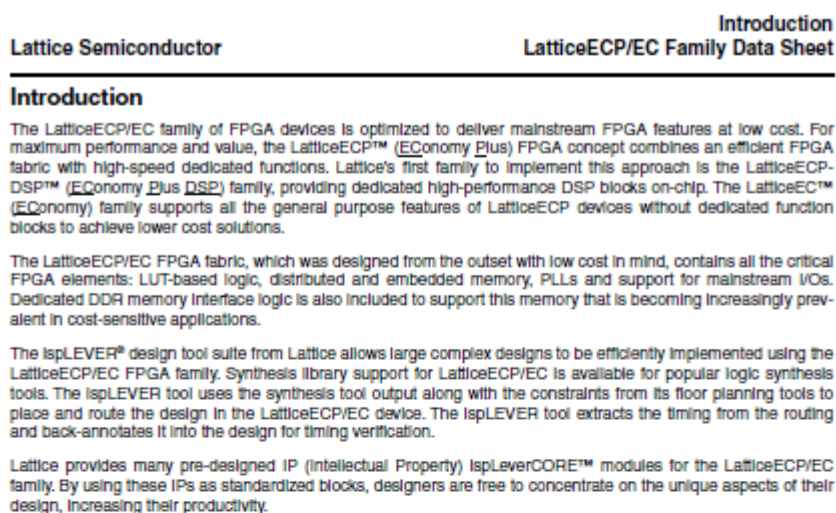 Introduction
Lattice Semiconductor LatticeECP/EC Family Data Sheet
Introduction
The LatticeECP/EC family of FPGA devices is optimized to deliver mainstream FPGA features at low cost. For
maximum performance and value, the LatticeECP™ (EConomy Plus) FPGA concept combines an efficient FPGA
fabric with high-speed dedicated functions. Lattice's first family to implement this approach is the LatticeECP-
DSP™ (EConomy Plus DSP) family, providing dedicated high-performance DSP blocks on-chip. The LatticeEC™
(EConomy) family supports all the general purpose features of LatticeECP devices without dedicated function
blocks to achieve lower cost solutions.
The LatticeECP/EC FPGA fabric, which was designed from the outset with low cost in mind, contains all the critical
FPGA elements: LUT-based logic, distributed and embedded memory, PLLs and support for mainstream I/Os.
Dedicated DDR memory interface logic is also included to support this memory that is becoming increasingly prev-
alent in cost-sensitive applications.
The ispLEVER® design tool suite from Lattice allows large complex designs to be efficiently implemented using the
LatticeECP/EC FPGA family. Synthesis library support for LatticeECP/EC is available for popular logic synthesis
tools. The ispLEVER tool uses the synthesis tool output along with the constraints from its floor planning tools to
place and route the design in the LatticeECP/EC device. The ispLEVER tool extracts the timing from the routing
and back-annotates it into the design for timing verification.
Lattice provides many pre-designed IP (Intellectual Property) ispLeverCORE™ modules for the LatticeECP/EC
family. By using these IPs as standardized blocks, designers are free to concentrate on the unique aspects of their
design, increasing their productivity.